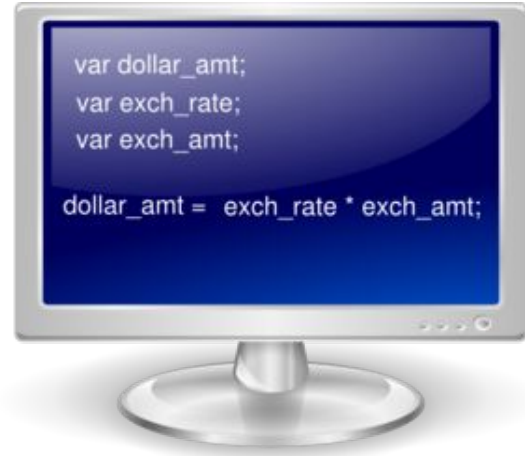 var dollar_amt;
var exch_rate;
var exch_amt;
dollar_amt = exch_rate * exch_amt;